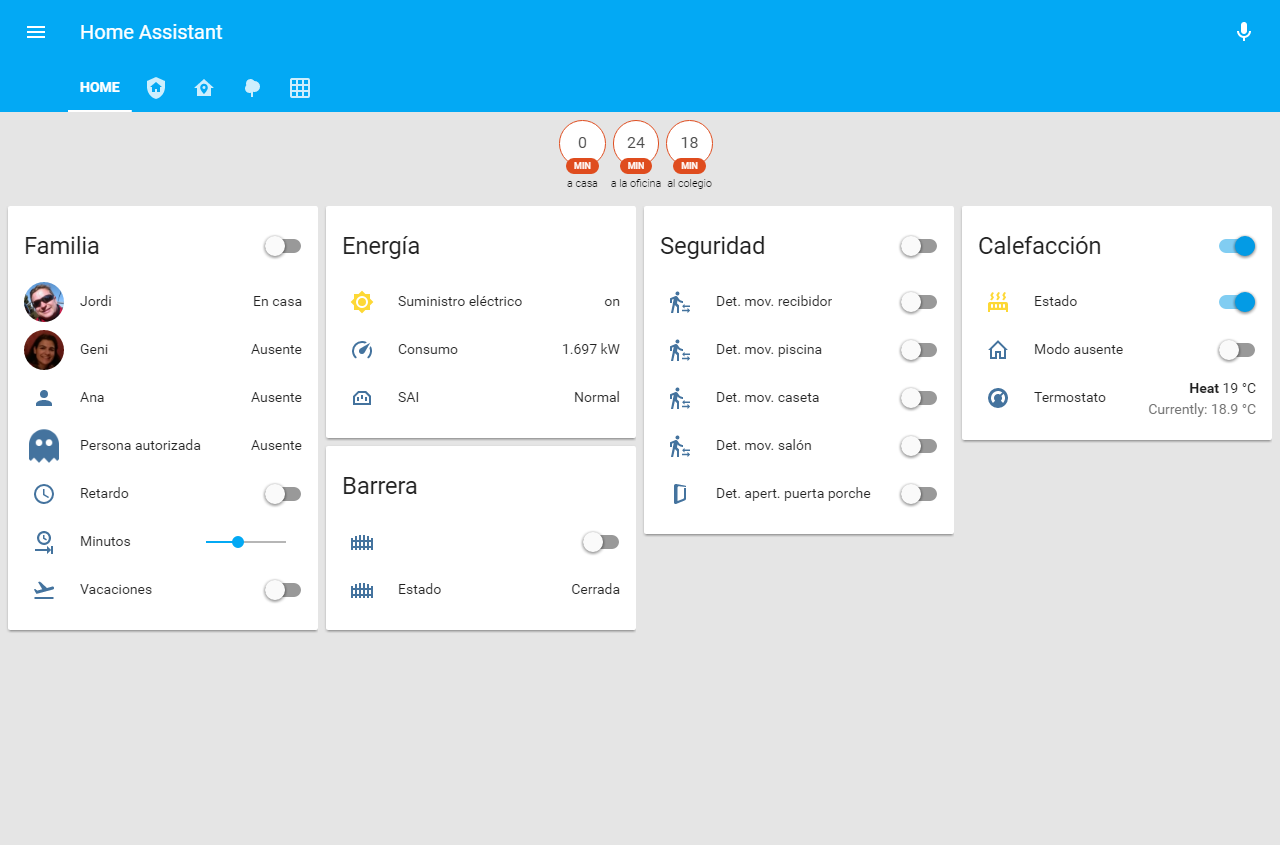 Home Assistant
HOME
0 24 18
MIN MIN MIN
a casa a la oficina al colegio
Familia
Jordi En casa
Geni Ausente
Ana Ausente
Persona autorizada Ausente
Retardo
Minutos
Vacaciones
Energía
Suministro eléctrico on
Consumo 1.697 kW
SAI Normal
Barrera
Estado Cerrada
Seguridad
Det. mov. recibidor
Det. mov. piscina
Det. mov. caseta
Det. mov. salón
Det. apert. puerta porche
Calefacción
Estado
Modo ausente
Termostato Heat 19 °C
Currently: 18.9 °C